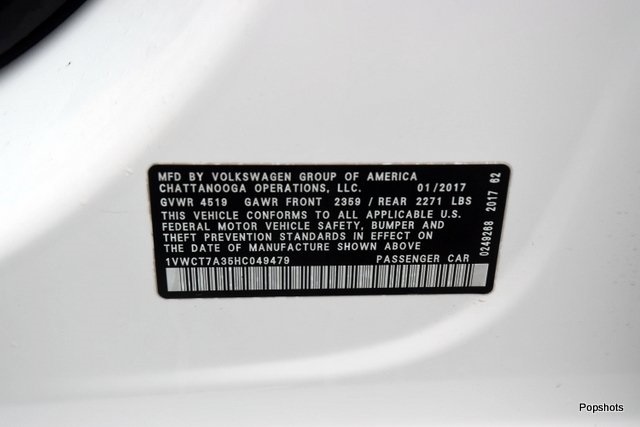 MFD BY VOLKSWAGEN GROUP OF AMERICA
CHATTANOOGA OPERATIONS, LLC. 01/2017
GVWR 4519 GAWR FRONT 2359 / REAR 2271 LBS
THIS VEHICLE CONFORMS TO ALL APPLICABLE U.S.
FEDERAL MOTOR VEHICLE SAFETY, BUMPER AND
THEFT PREVENTION STANDARDS IN EFFECT ON
THE DATE OF MANUFACTURE SHOWN ABOVE
1VWCT7A35HC049479 PASSENGER CAR
0249268 2017 62
Popshots